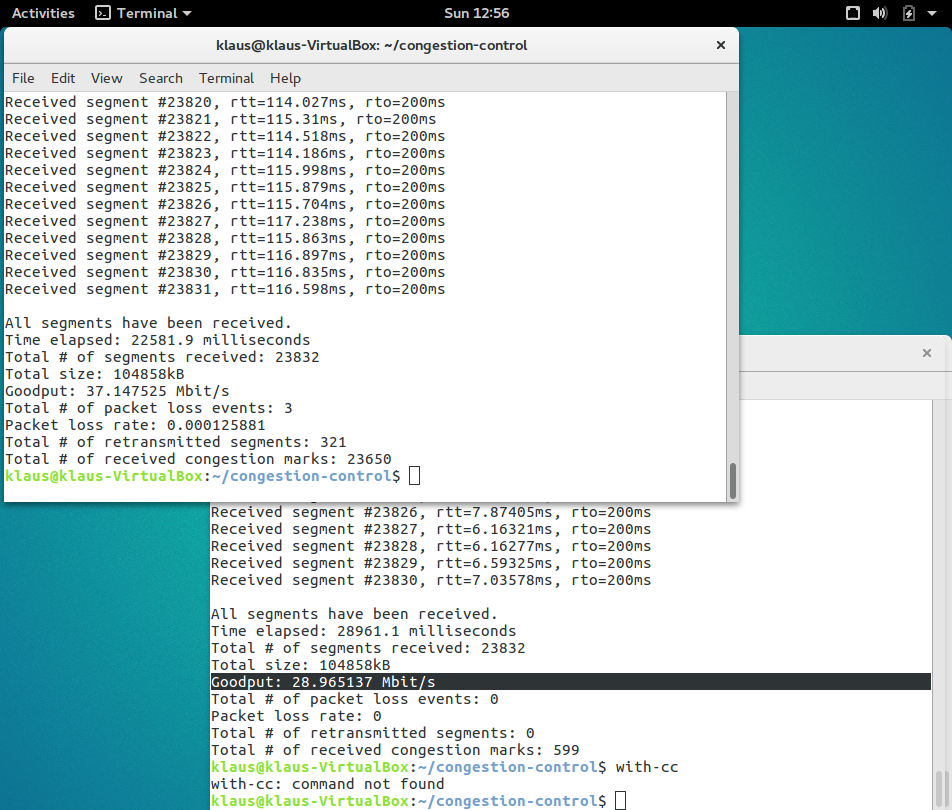 Activities Terminal Sun 12:56
klaus@klaus-VirtualBox: ~/congestion-control ×
File Edit View Search Terminal Help
Received segment #23820, rtt=114.027ms, rto=200ms
Received segment #23821, rtt=115.31ms, rto=200ms
Received segment #23822, rtt=114.518ms, rto=200ms
Received segment #23823, rtt=114.186ms, rto=200ms
Received segment #23824, rtt=115.998ms, rto=200ms
Received segment #23825, rtt=115.879ms, rto=200ms
Received segment #23826, rtt=115.704ms, rto=200ms
Received segment #23827, rtt=117.238ms, rto=200ms
Received segment #23828, rtt=115.863ms, rto=200ms
Received segment #23829, rtt=116.897ms, rto=200ms
Received segment #23830, rtt=116.835ms, rto=200ms
Received segment #23831, rtt=116.598ms, rto=200ms
All segments have been received.
Time elapsed: 22581.9 milliseconds
Total # of segments received: 23832
Total size: 104858kB
Goodput: 37.147525 Mbit/s
Total # of packet loss events: 3
Packet loss rate: 0.000125881
Total # of retransmitted segments: 321
Total # of received congestion marks: 23650
klaus@klaus-VirtualBox:~/congestion-control$
Received segment #23826, rtt=7.87405ms, rto=200ms
Received segment #23827, rtt=6.16321ms, rto=200ms
Received segment #23828, rtt=6.16277ms, rto=200ms
Received segment #23829, rtt=6.59325ms, rto=200ms
Received segment #23830, rtt=7.03578ms, rto=200ms
All segments have been received.
Time elapsed: 28961.1 milliseconds
Total # of segments received: 23832
Total size: 104858kB
Goodput: 28.965137 Mbit/s
Total # of packet loss events: 0
Packet loss rate: 0
Total # of retransmitted segments: 0
Total # of received congestion marks: 599
klaus@klaus-VirtualBox:~/congestion-control$ with-cc
with-cc: command not found
klaus@klaus-VirtualBox:~/congestion-control$